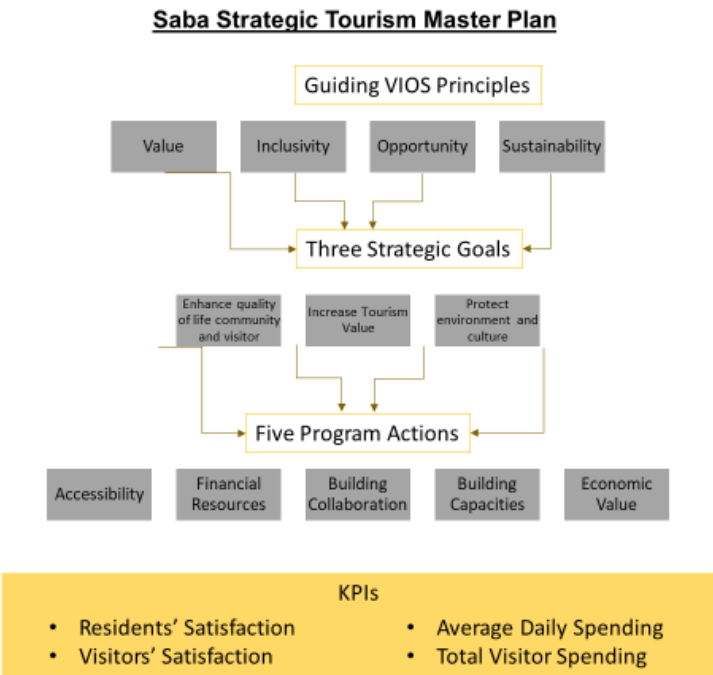 Saba Strategic Tourism Master Plan
Guiding VIOS Principles
Value
Inclusivity
Opportunity
Sustainability
Three Strategic Goals
Enhance quality
of life community
and visitor
Increase Tourism
Value
Protect
environment and
culture
Five Program Actions
Accessibility
Financial
Resources
Building
Collaboration
Building
Capacities
Economic
Value
KPIs
• Residents’ Satisfaction
• Visitors’ Satisfaction
• Average Daily Spending
• Total Visitor Spending